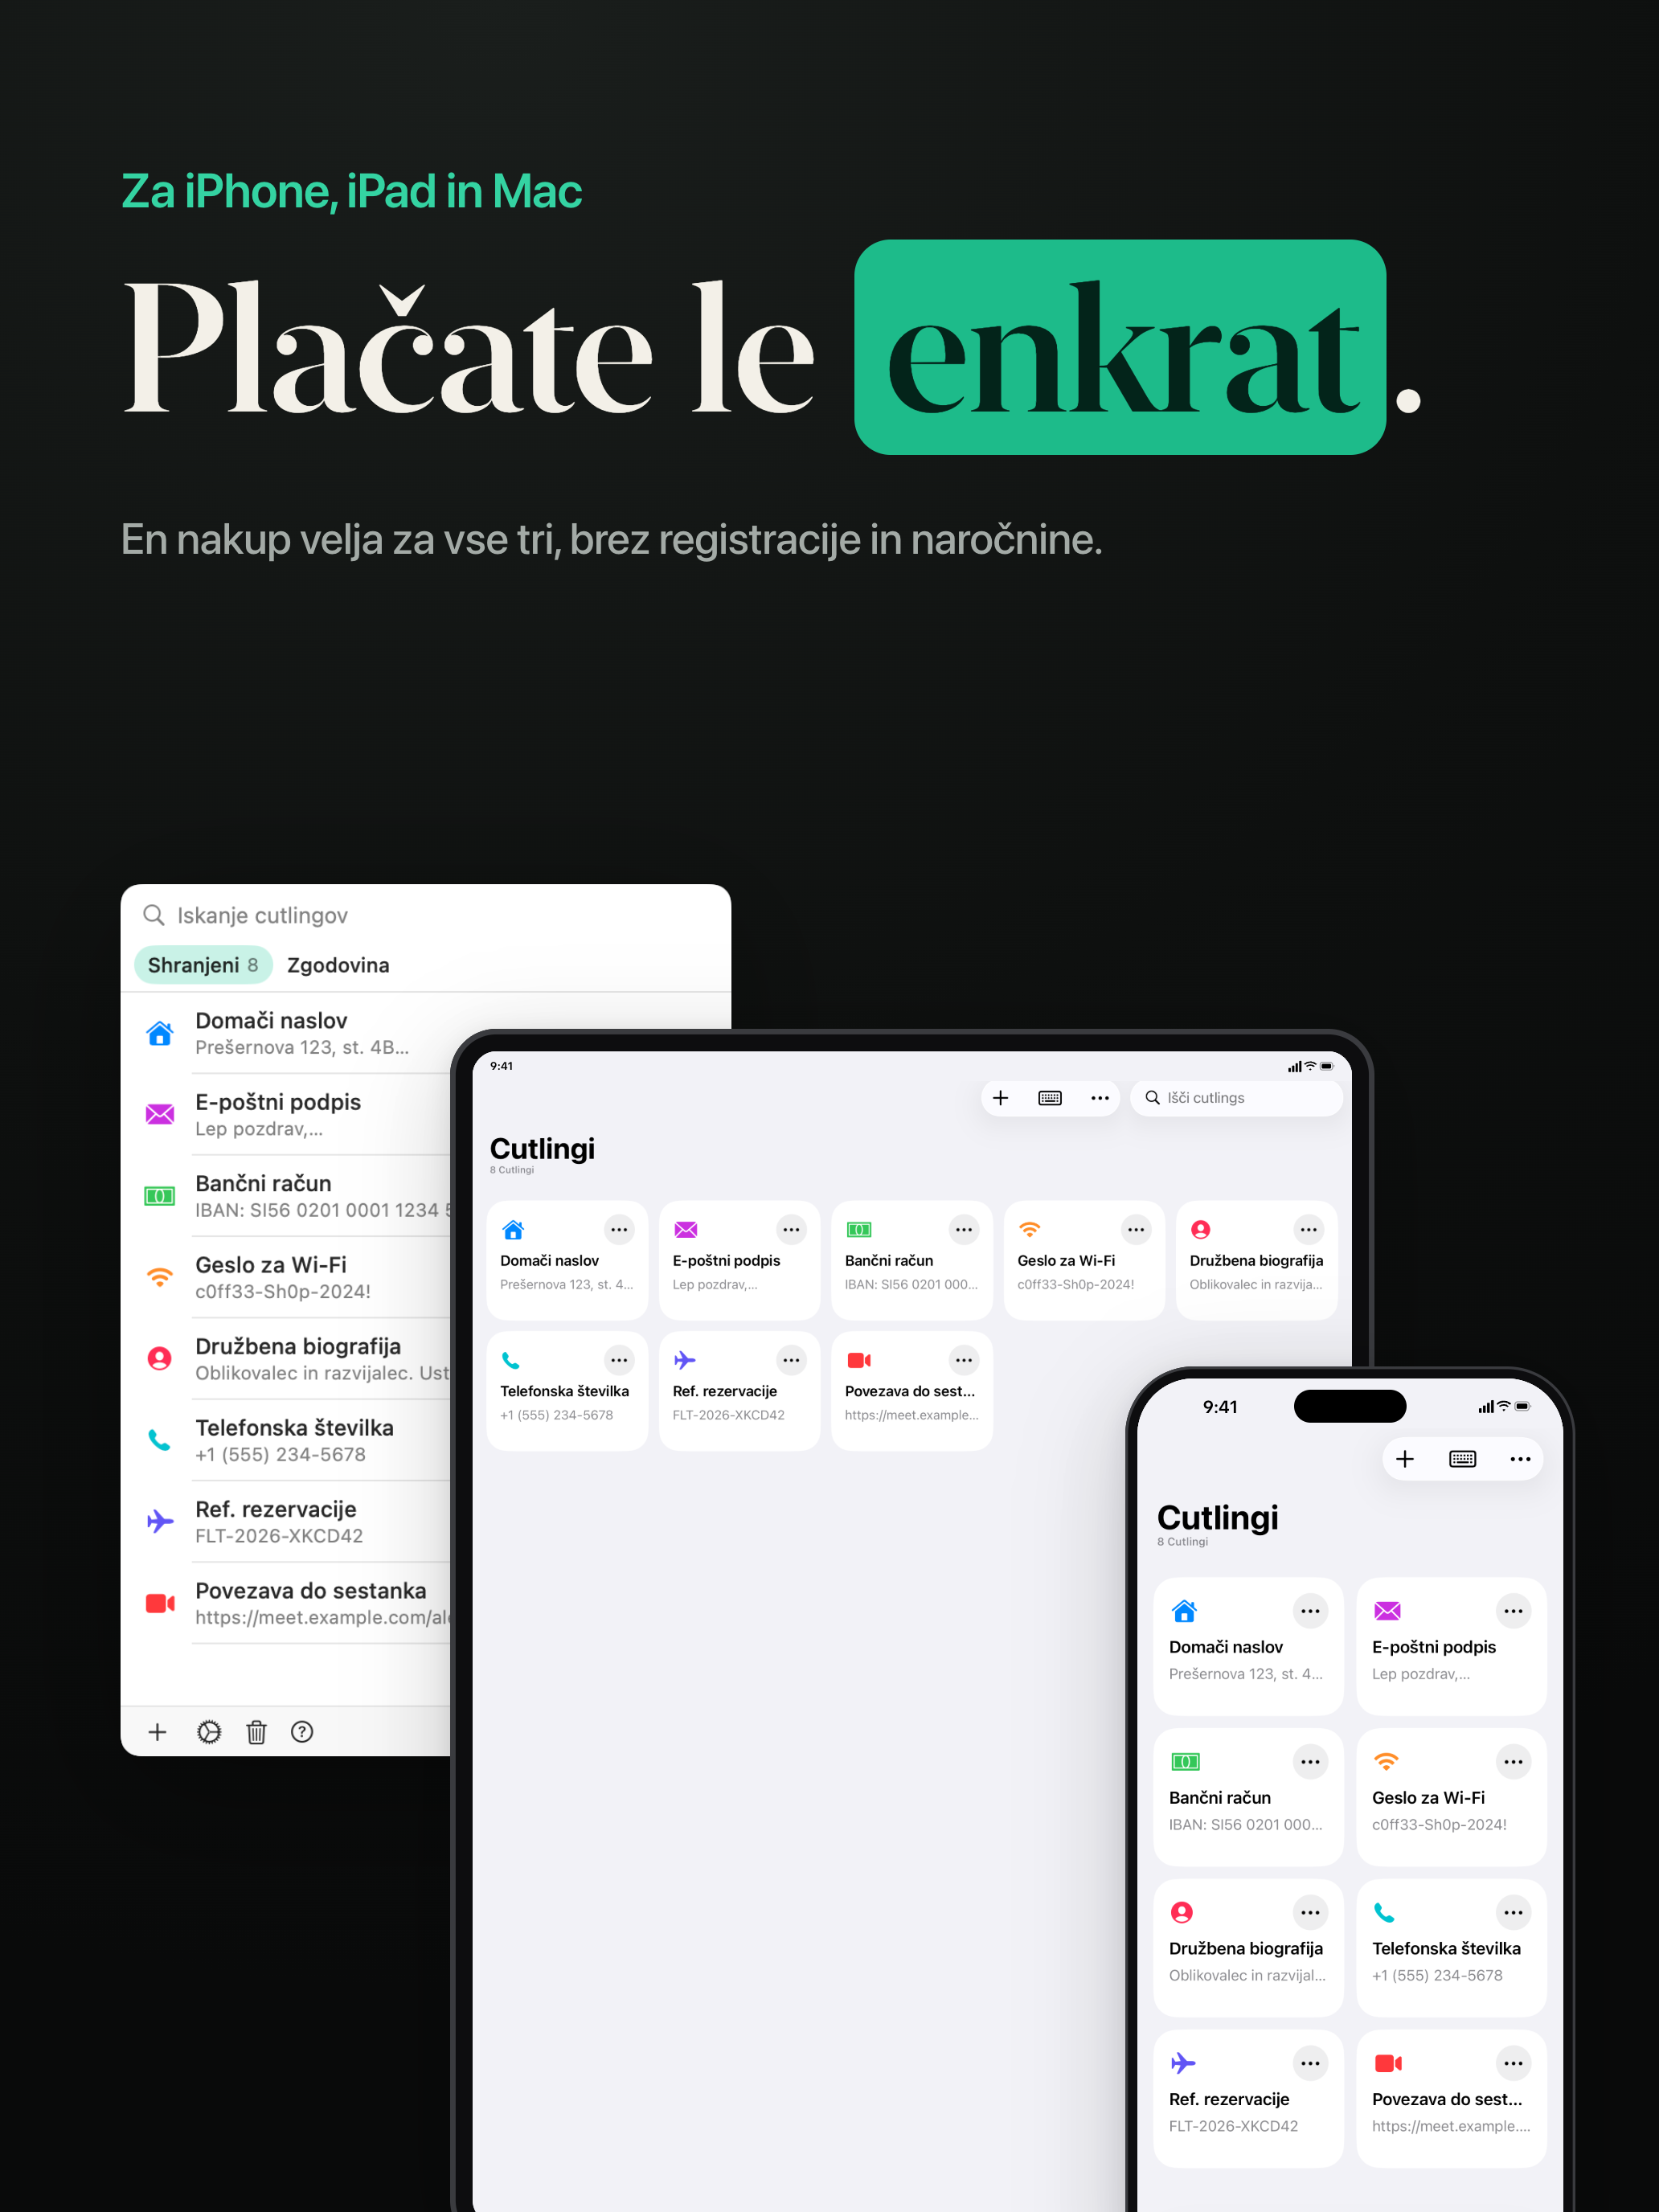 Za iPhone, iPad in Mac
Plačate le enkrat.
En nakup velja za vse tri, brez registracije in naročnine.
Iskanje cutlingov
Shranjeni 8 Zgodovina
Domači naslov
Prešernova 123, st. 4B...
E-poštni podpis
Lep pozdrav,...
Bančni račun
IBAN: SI56 0201 0001 1234
Geslo za Wi-Fi
c0ff33-Sh0p-2024!
Družbena biografija
Oblikovalec in razvijalec. Ust
Telefonska številka
+1 (555) 234-5678
Ref. rezervacije
FLT-2026-XKCD42
Povezava do sestanka
https://meet.example.com/al
9:41
Išči cutlings
Cutlingi
8 Cutlingi
Domači naslov
Prešernova 123, st. 4...
E-poštni podpis
Lep pozdrav,...
Bančni račun
IBAN: SI56 0201 000...
Geslo za Wi-Fi
c0ff33-Sh0p-2024!
Družbena biografija
Oblikovalec in razvija...
Telefonska številka
+1 (555) 234-5678
Ref. rezervacije
FLT-2026-XKCD42
Povezava do sest...
https://meet.example...
9:41
Cutlingi
8 Cutlingi
Domači naslov
Prešernova 123, st. 4...
E-poštni podpis
Lep pozdrav,...
Bančni račun
IBAN: SI56 0201 000...
Geslo za Wi-Fi
c0ff33-Sh0p-2024!
Družbena biografija
Oblikovalec in razvijal...
Telefonska številka
+1 (555) 234-5678
Ref. rezervacije
FLT-2026-XKCD42
Povezava do sest...
https://meet.example....